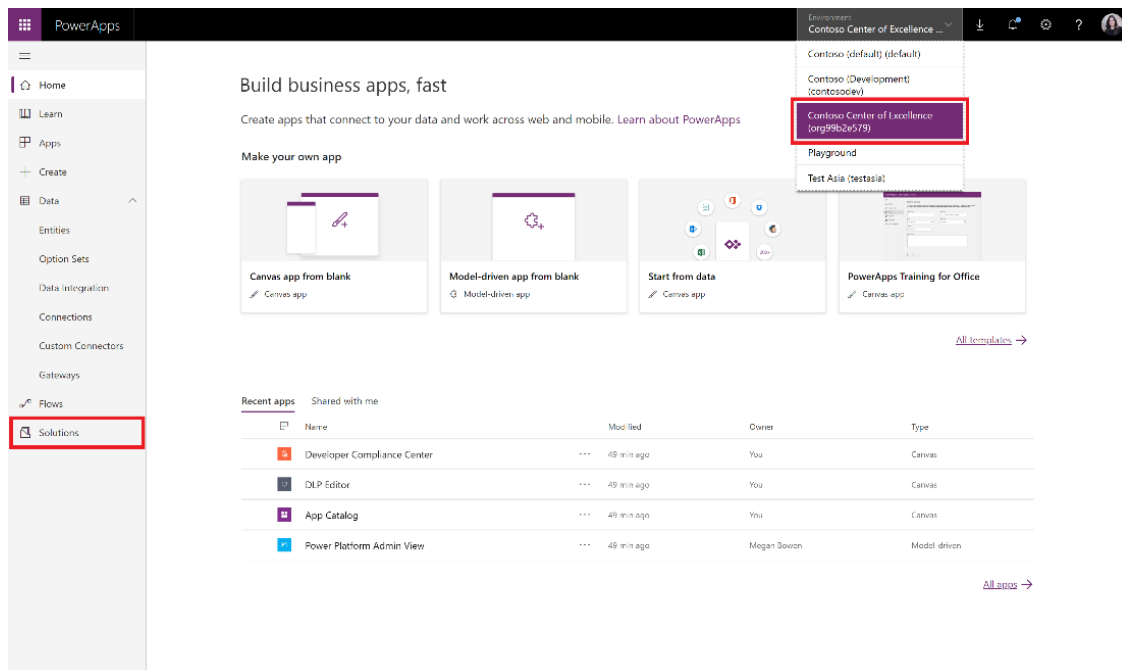 PowerApps
Environment
Contoso Center of Excellence ...
?
Contoso (default) (default)
Contoso (Development)
(contosodev)
Contoso Center of Excellence
(org99b2e579)
Playground
Test Asia (testasia)
Home
Learn
Apps
Create
Data
Entities
Option Sets
Data Integration
Connections
Custom Connectors
Gateways
Flows
Solutions
Build business apps, fast
Create apps that connect to your data and work across web and mobile. Learn about PowerApps
Make your own app
Canvas app from blank
Canvas app
Model-driven app from blank
Model-driven app
Start from data
Canvas app
PowerApps Training for Office
Canvas app
All templates
Recent apps Shared with me
Name Modified Owner Type
Developer Compliance Center ... 49 min ago You Canvas
DLP Editor ... 49 min ago You Canvas
App Catalog ... 49 min ago You Canvas
Power Platform Admin View ... 49 min ago Megan Bowen Model-driven
All apps